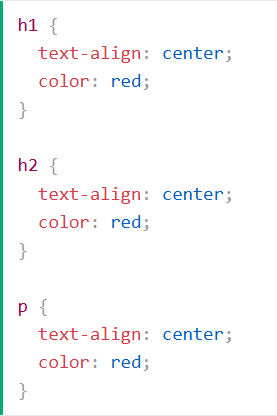 h1 {
  text-align: center;
  color: red;
}

h2 {
  text-align: center;
  color: red;
}

p {
  text-align: center;
  color: red;
}